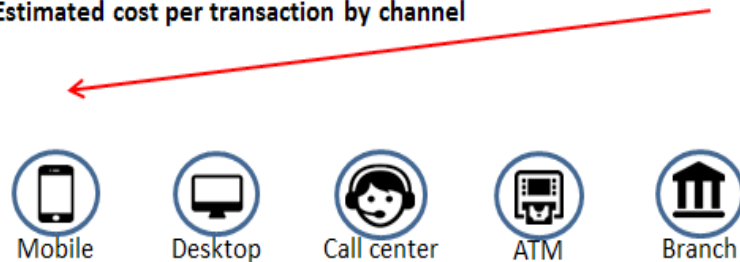 Estimated cost per transaction by channel
Mobile
Desktop
Call center
ATM
Branch